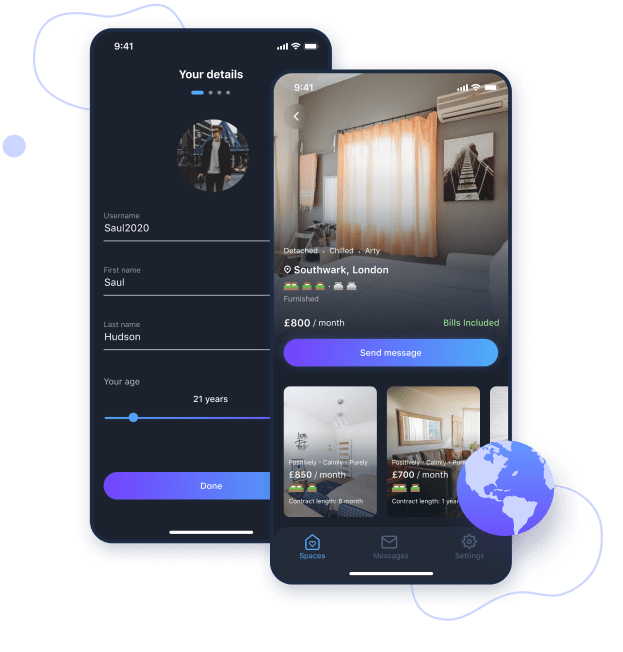 9:41
Your details
Username
Saul2020
First name
Saul
Last name
Hudson
Your age
21 years
Done
9:41
Detached · Chilled · Arty
Southwark, London
Furnished
£800 / month
Bills Included
Send message
Positively · Calmly · Purely
£850 / month
Contract length: 6 month
Positively · Calmly · Pur
£700 / month
Contract length: 1 yea
Spaces
Messages
Settings